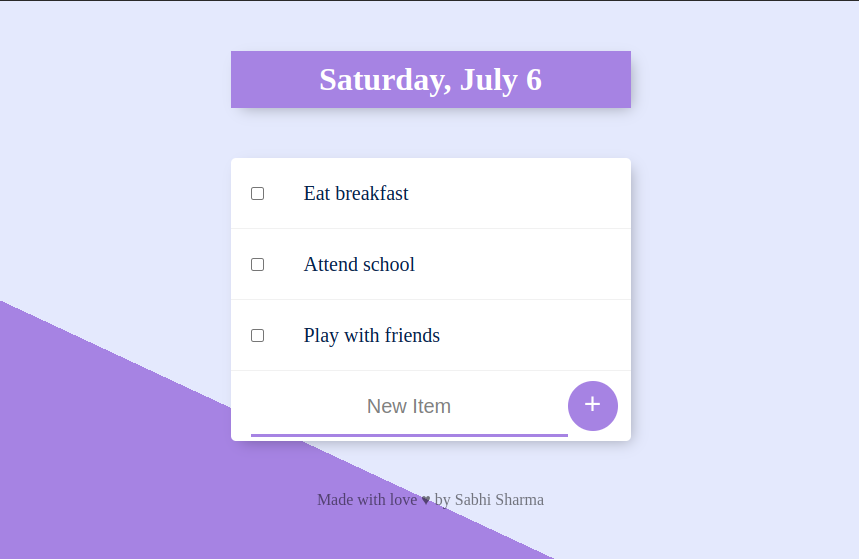 Saturday, July 6
Eat breakfast
Attend school
Play with friends
New Item
+
Made with love ♥ by Sabhi Sharma